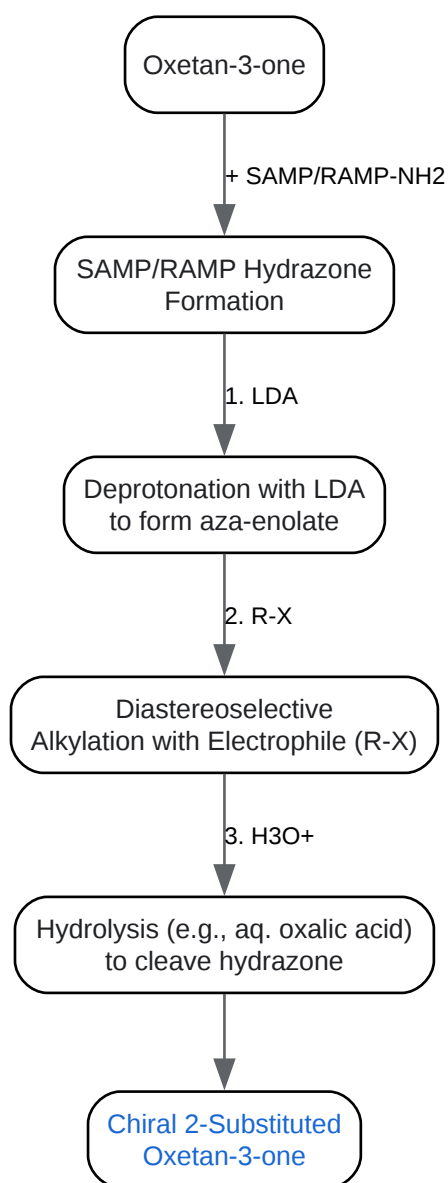 Oxetan-3-one
+ SAMP/RAMP-NH2
SAMP/RAMP Hydrazone
Formation
1. LDA
Deprotonation with LDA
to form aza-enolate
2. R-X
Diastereoselective
Alkylation with Electrophile (R-X)
3. H3O+
Hydrolysis (e.g., aq. oxalic acid)
to cleave hydrazone
Chiral 2-Substituted
Oxetan-3-one